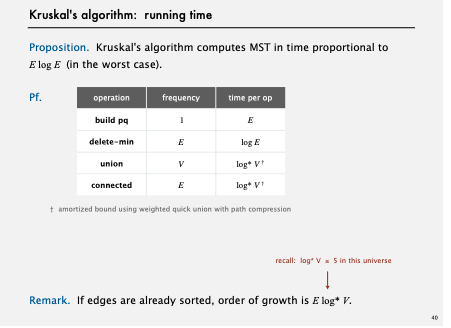 Kruskal's algorithm: running time
Proposition. Kruskal's algorithm computes MST in time proportional to
E log E (in the worst case).
Pf.
operation frequency time per op
build pq 1 E
delete-min E log E
union V log* V †
connected E log* V †
† amortized bound using weighted quick union with path compression
recall: log* V ≤ 5 in this universe
Remark. If edges are already sorted, order of growth is E log* V.
40